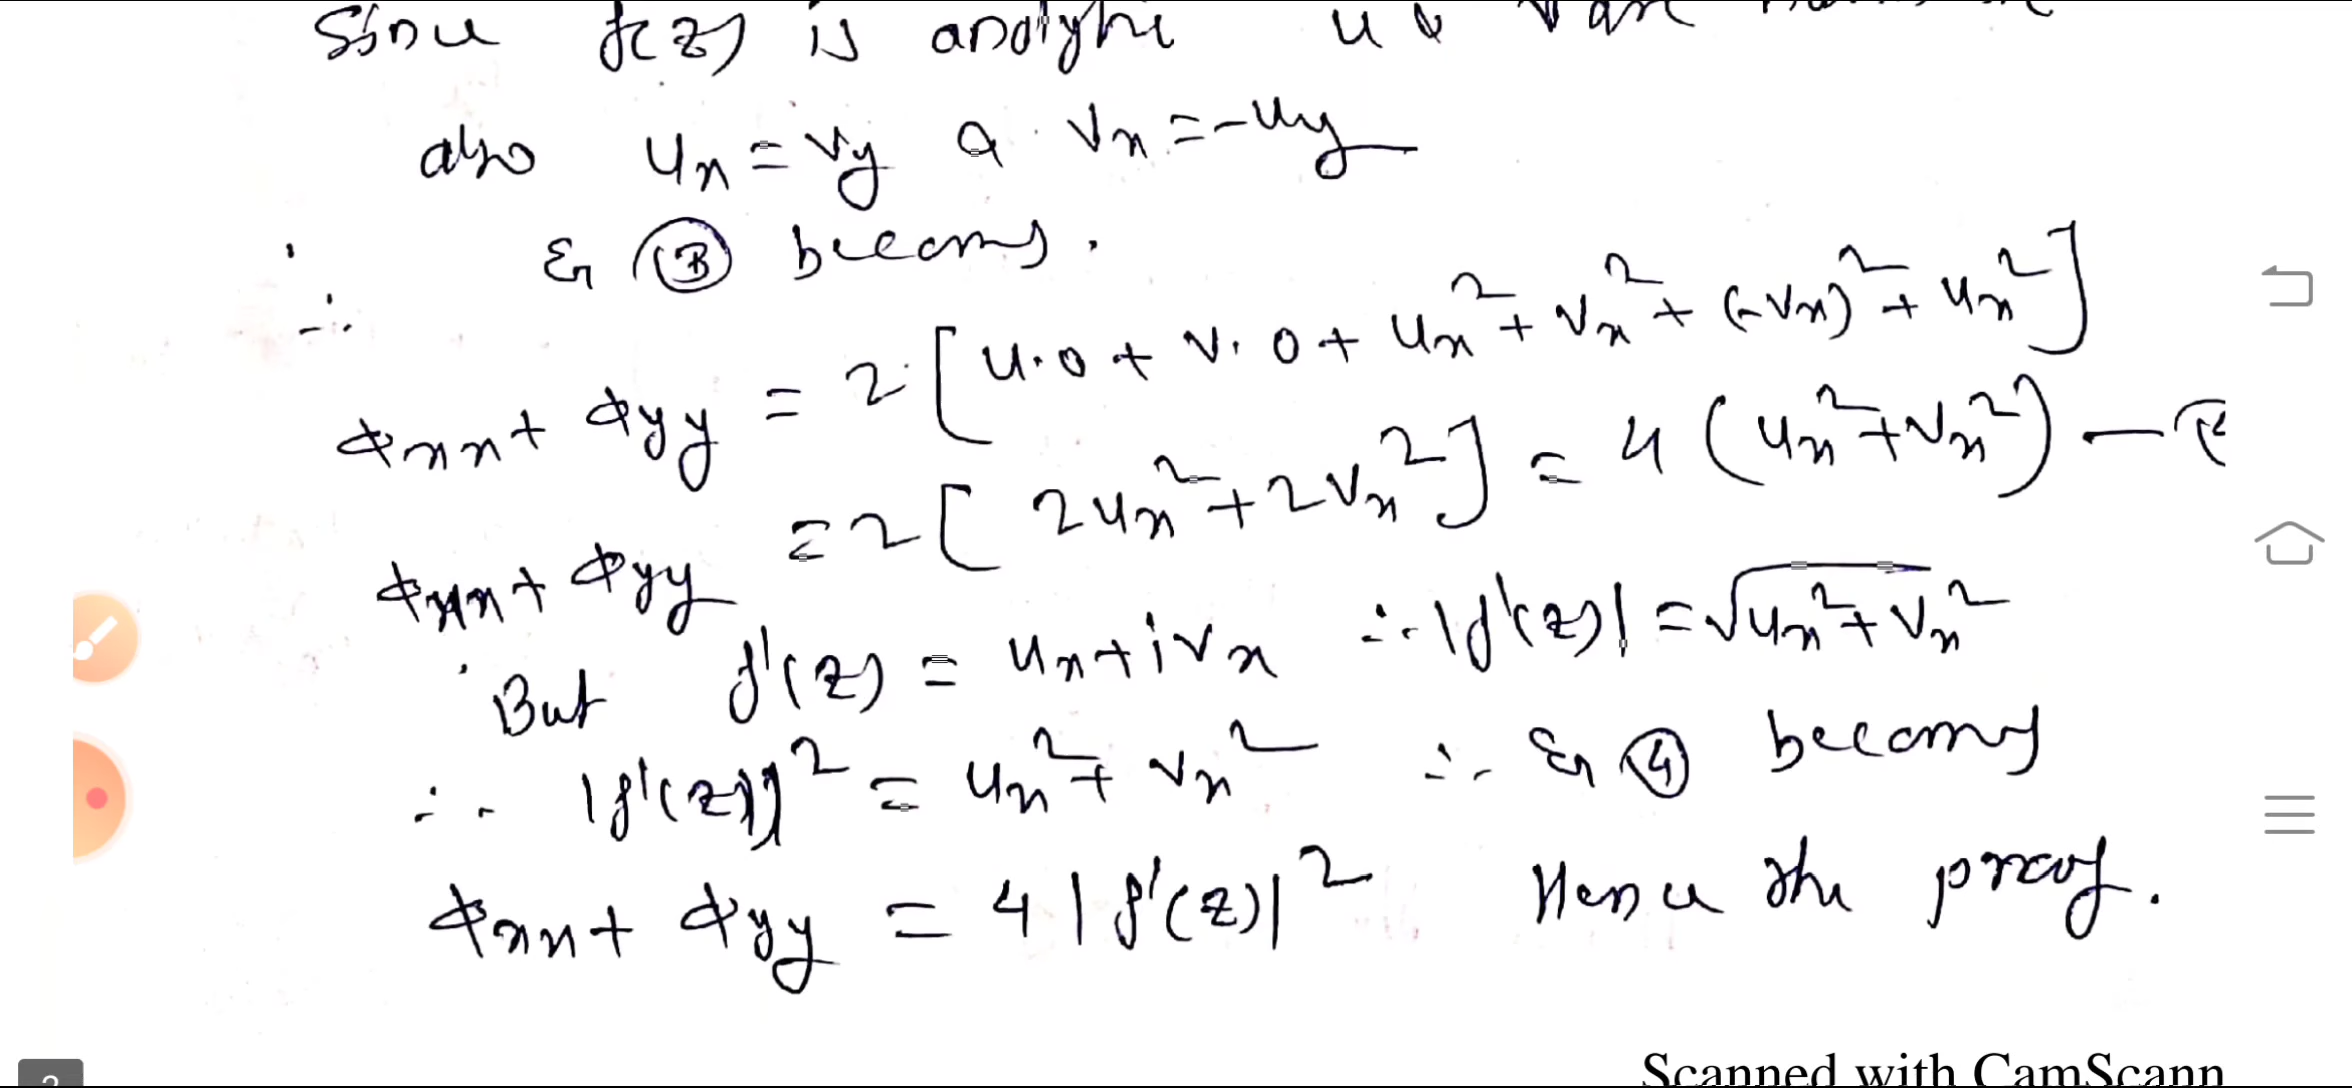 Since f(z) is analytic u & v are
also uₓ = v_y & vₓ = -u_y
∴ Eq ③ becomes.
ϕₓₓ + ϕ_yy = 2 [u·0 + v·0 + uₓ² + vₓ² + (-vₓ)² + uₓ²]
ϕₓₓ + ϕ_yy = 2 [2uₓ² + 2vₓ²] = 4 (uₓ² + vₓ²) —
But f'(z) = uₓ + ivₓ ∴ |f'(z)| = √uₓ² + vₓ²
∴ |f'(z)|² = uₓ² + vₓ² ∴ Eq ④ becomes
ϕₓₓ + ϕ_yy = 4 |f'(z)|² Hence the proof.
Scanned with CamScann